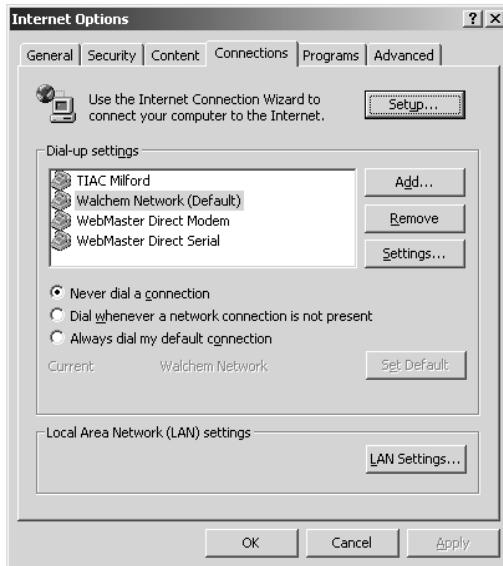 Internet Options
General Security Content Connections Programs Advanced
Use the Internet Connection Wizard to
connect your computer to the Internet.
Setup...
Dial-up settings
TIAC Milford
Walchem Network (Default)
WebMaster Direct Modem
WebMaster Direct Serial
Add...
Remove
Settings...
Never dial a connection
Dial whenever a network connection is not present
Always dial my default connection
Current Walchem Network
Set Default
Local Area Network (LAN) settings
LAN Settings...
OK Cancel Apply